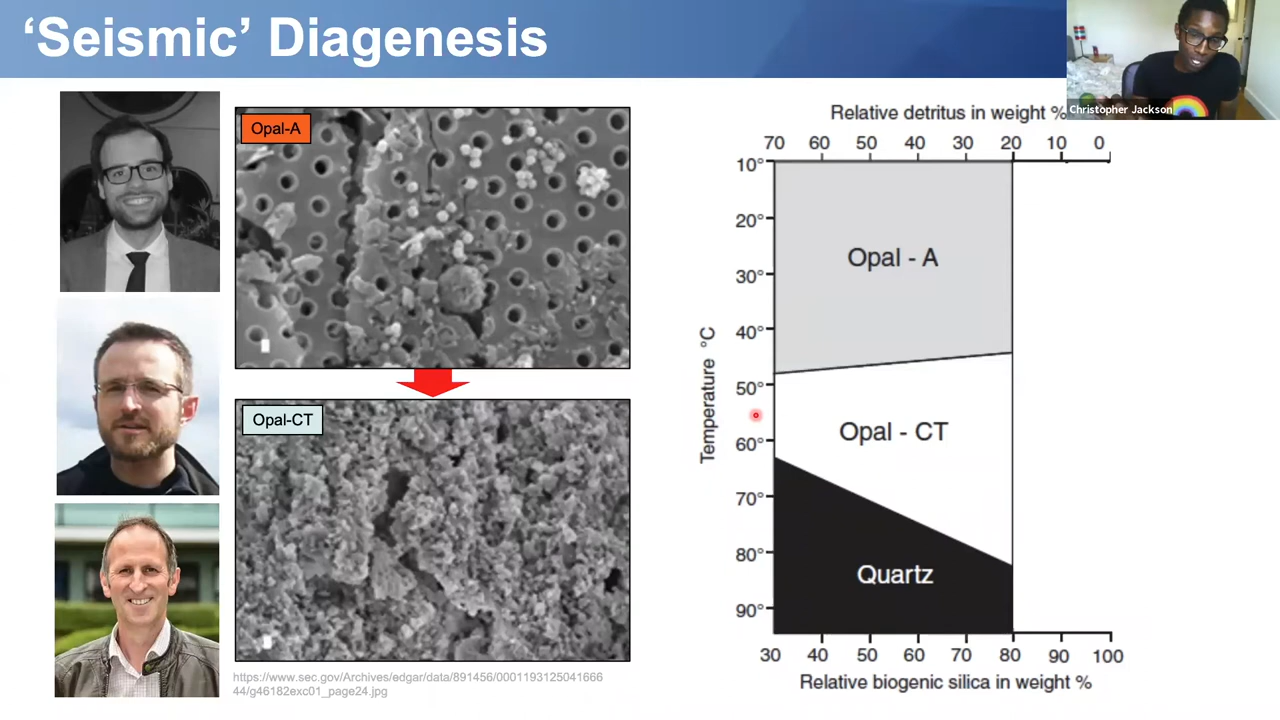 ‘Seismic’ Diagenesis
Christopher Jackson
Opal-A
Opal-CT
https://www.sec.gov/Archives/edgar/data/891456/0001193125041666
44/g46182exc01_page24.jpg
Relative detritus in weight %
70 60 50 40 30 20 10 0
10°
20°
30°
40°
50°
60°
70°
80°
90°
Temperature °C
Opal - A
Opal - CT
Quartz
30 40 50 60 70 80 90 100
Relative biogenic silica in weight %